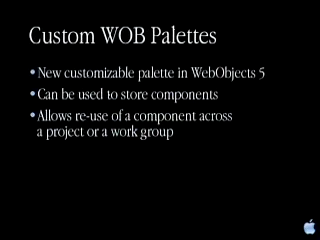 Custom WOB Palettes
• New customizable palette in WebObjects 5
• Can be used to store components
• Allows re-use of a component across
a project or a work group